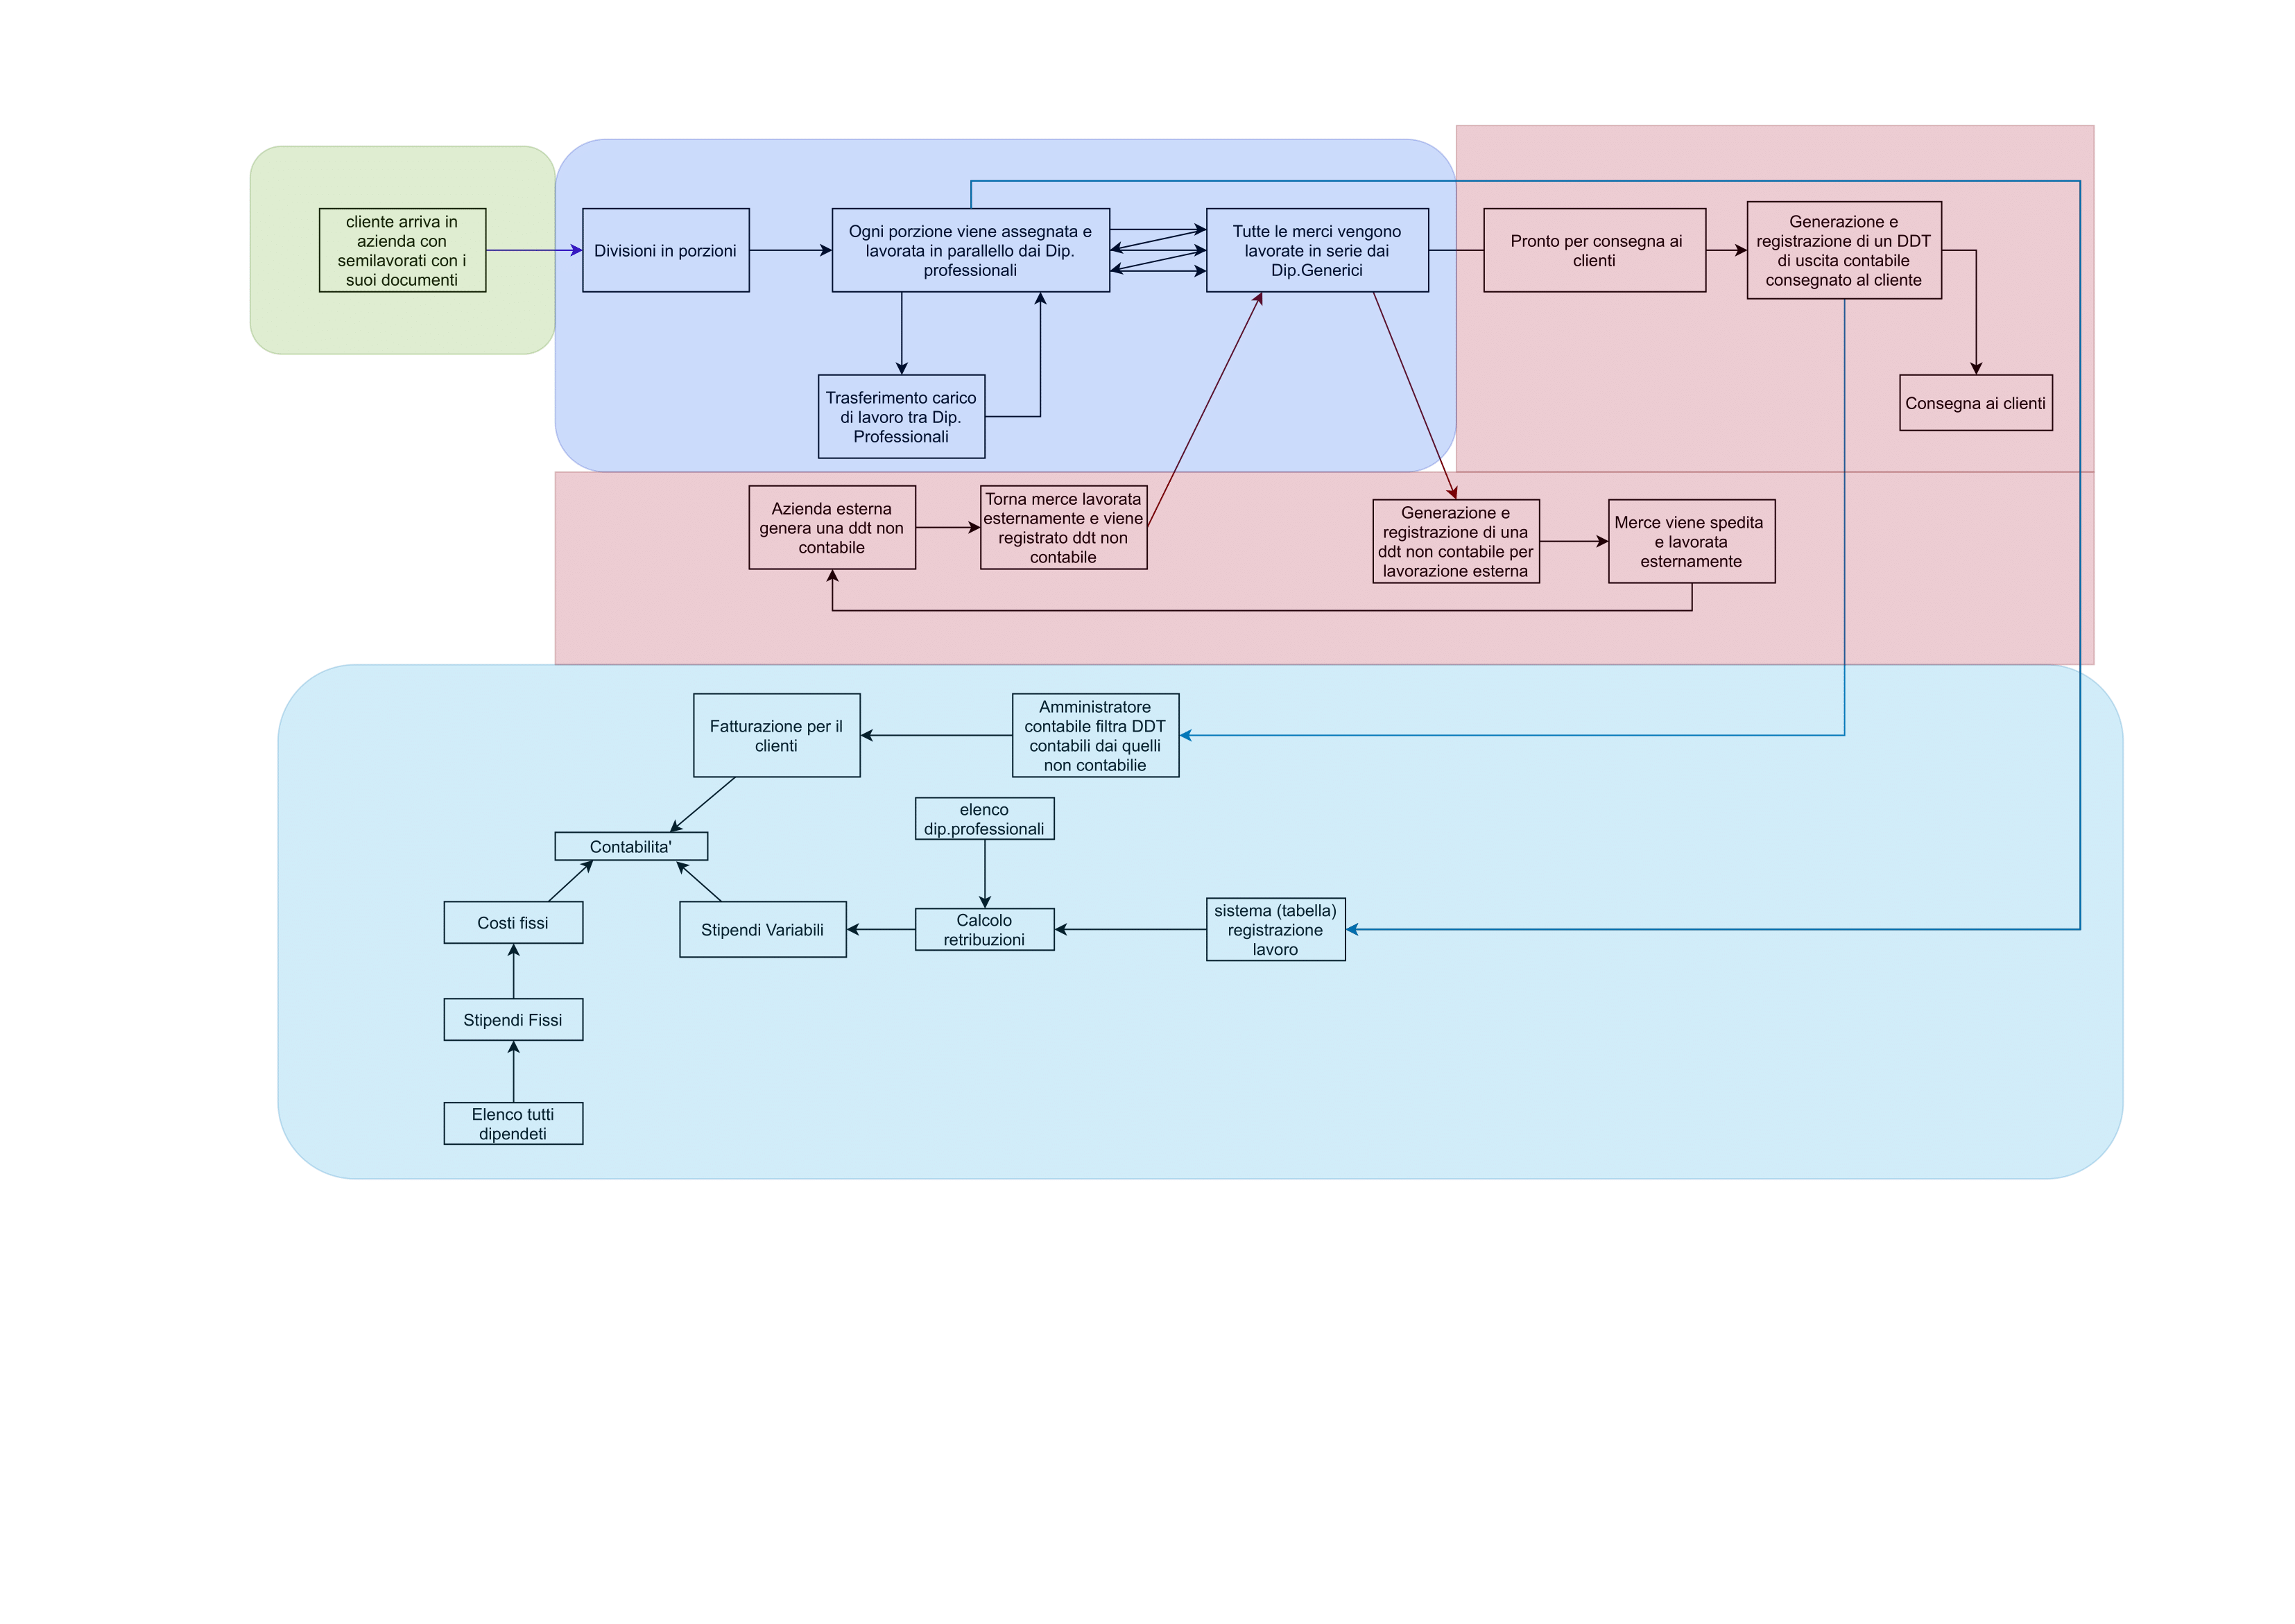 cliente arriva in
azienda con
semilavorati con i
suoi documenti
Divisioni in porzioni
Ogni porzione viene assegnata e
lavorata in parallello dai Dip.
professionali
Tutte le merci vengono
lavorate in serie dai
Dip.Generici
Pronto per consegna ai
clienti
Generazione e
registrazione di un DDT
di uscita contabile
consegnato al cliente
Trasferimento carico
di lavoro tra Dip.
Professionali
Consegna ai clienti
Azienda esterna
genera una ddt non
contabile
Torna merce lavorata
esternamente e viene
registrato ddt non
contabile
Generazione e
registrazione di una
ddt non contabile per
lavorazione esterna
Merce viene spedita
e lavorata
esternamente
Fatturazione per il
clienti
Amministratore
contabile filtra DDT
contabili dai quelli
non contabilie
elenco
dip.professionali
Contabilita'
Costi fissi
Stipendi Variabili
Calcolo
retribuzioni
sistema (tabella)
registrazione
lavoro
Stipendi Fissi
Elenco tutti
dipendeti